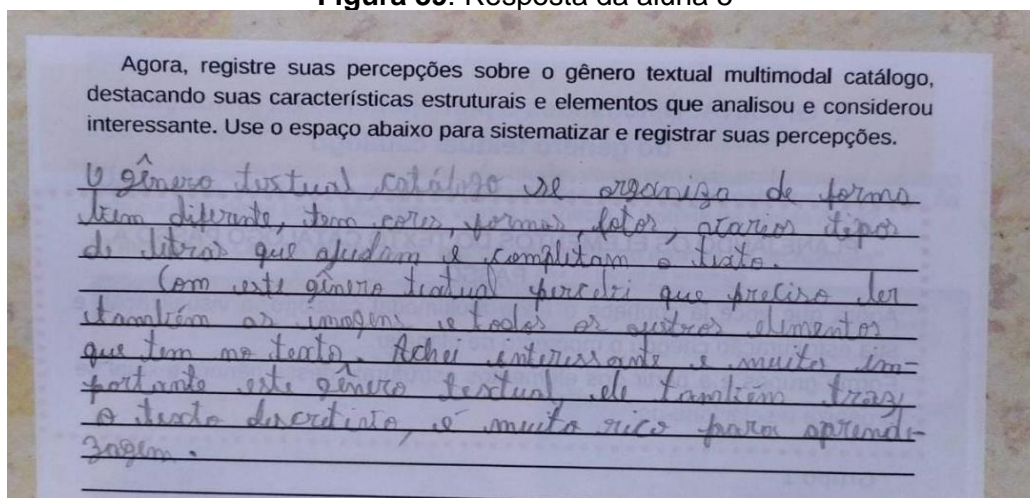 Figura 39. Resposta da aluna 6
Agora, registre suas percepções sobre o gênero textual multimodal catálogo,
destacando suas características estruturais e elementos que analisou e considerou
interessante. Use o espaço abaixo para sistematizar e registrar suas percepções.
O gênero textual catálogo se organiza de forma
bem diferente, tem cores, formas, fotos, vários tipos
de letras que ajudam e completam o texto.
Com este gênero textual percebi que preciso ler
também as imagens e todos os outros elementos
que tem no texto. Achei interessante e muito im-
portante este gênero textual, ele também traz
o texto descritivo, é muito rico para aprendi-
zagem.